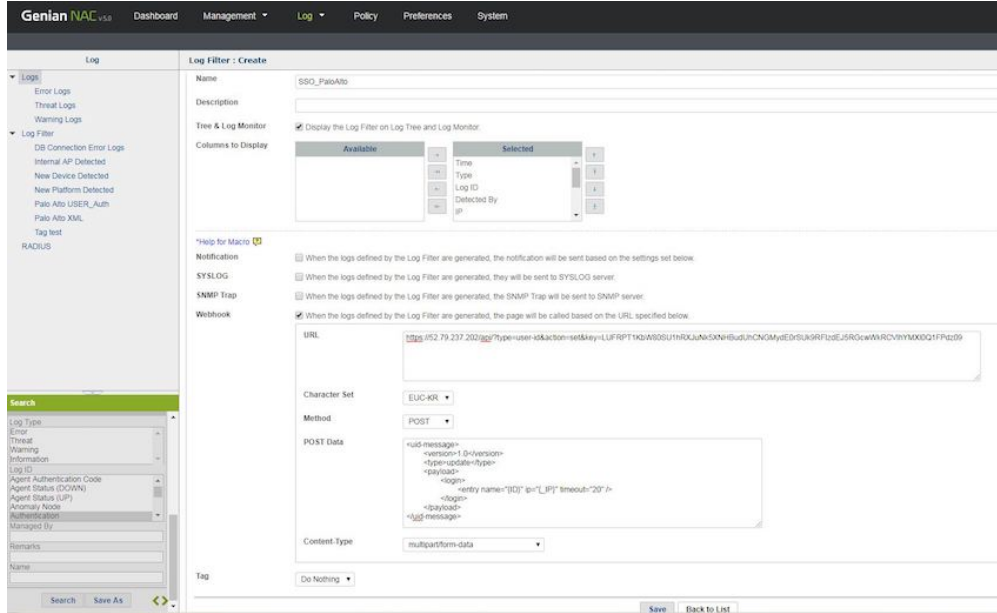 Genian NAC v5.0 Dashboard Management Log Policy Preferences System
Log
Log Filter : Create
Logs
Error Logs
Threat Logs
Warning Logs
Log Filter
DB Connection Error Logs
Internal AP Detected
New Device Detected
New Platform Detected
Palo Alto USER_Auth
Palo Alto XML
Tag test
RADIUS
Name SSO_PaloAlto
Description
Tree & Log Monitor Display the Log Filter on Log Tree and Log Monitor.
Columns to Display Available Selected
Time
Type
Log ID
Detected By
IP
*Help for Macro
Notification When the logs defined by the Log Filter are generated, the notification will be sent based on the settings set below.
SYSLOG When the logs defined by the Log Filter are generated, they will be sent to SYSLOG server.
SNMP Trap When the logs defined by the Log Filter are generated, the SNMP Trap will be sent to SNMP server.
Webhook When the logs defined by the Log Filter are generated, the page will be called based on the URL specified below.
URL https://52.79.237.202/api/?type=user-id&action=set&key=
Character Set EUC-KR
Method POST
POST Data
<uid-message>
<version>1.0</version>
<type>update</type>
<payload>
<login>
<entry name="{ID}" ip="{_IP}" timeout="20" />
</login>
</payload>
</uid-message>
Content-Type multipart/form-data
Tag Do Nothing
Save Back to List
Search
Log Type
Error
Threat
Warning
Information
Log ID
Agent Authentication Code
Agent Status (DOWN)
Agent Status (UP)
Anomaly Node
Authentication
Managed By
Remarks
Name
Search Save As